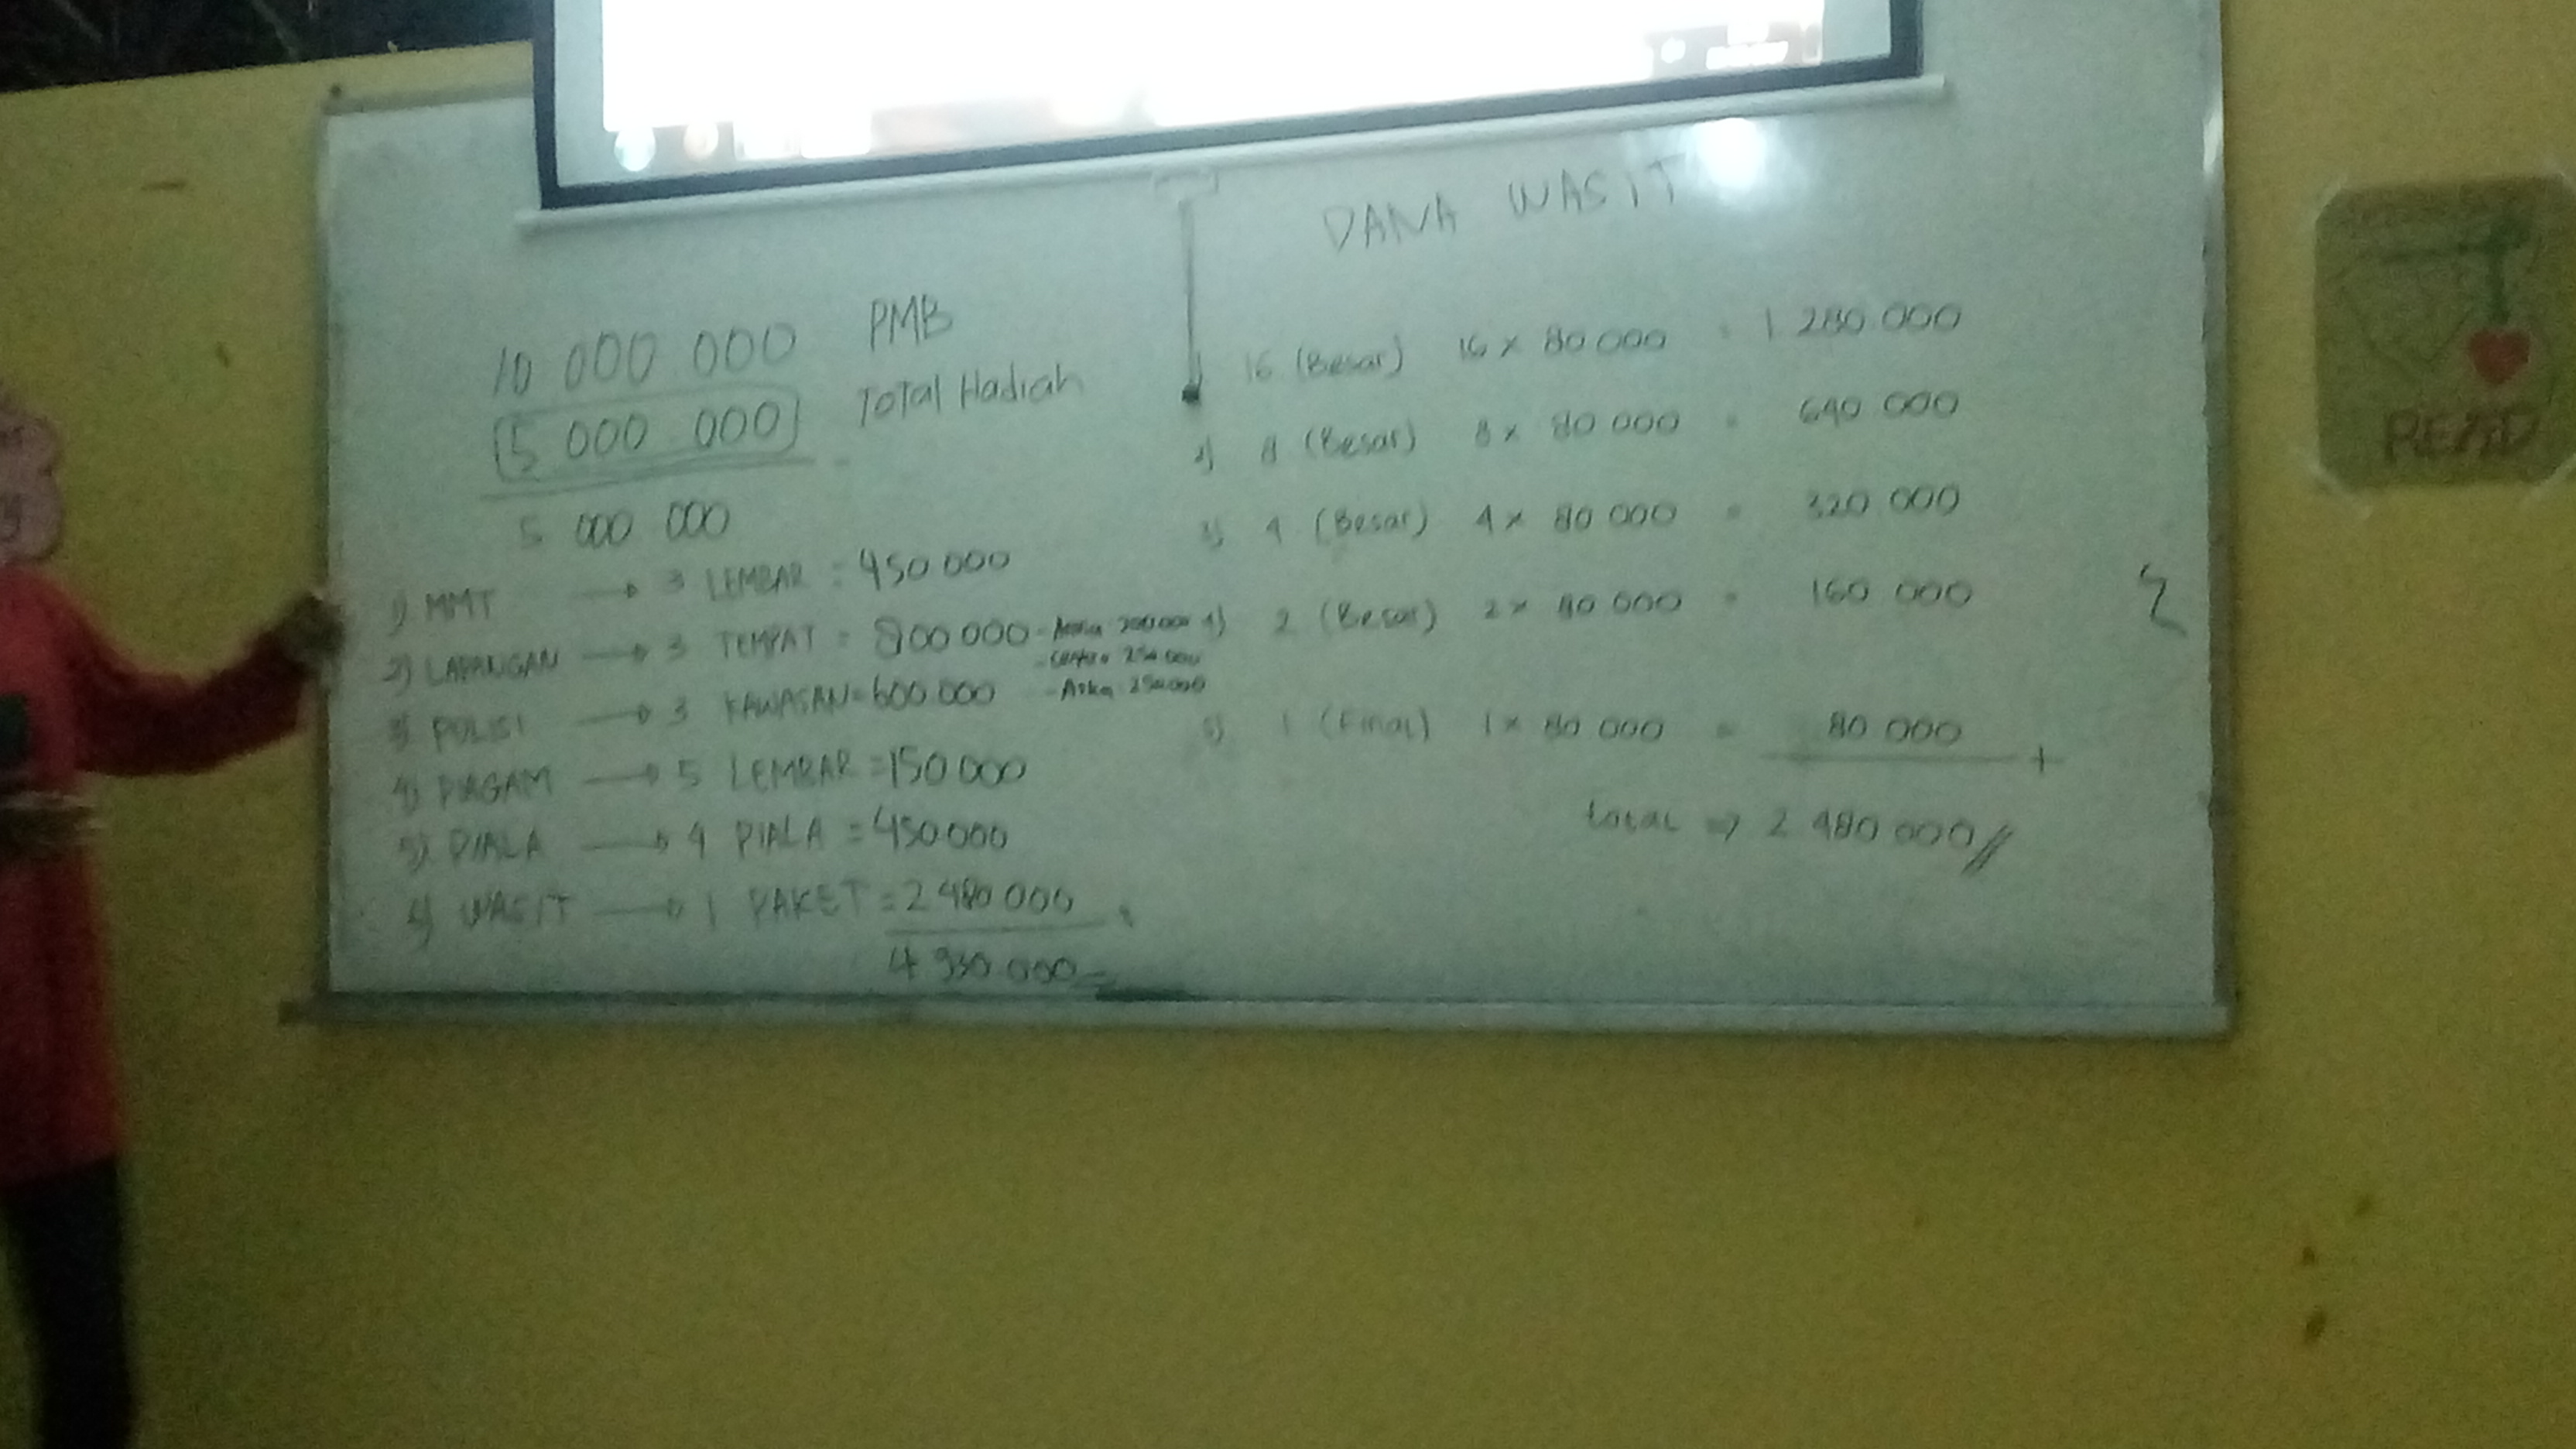 10 000 000 PMB
5 000 000 Total Hadiah
5 000 000
1) MMT → 3 LEMBAR = 450 000
2) LAPANGAN → 3 TEMPAT = 800 000
250.000
- Aska 250.000
3) POLISI → 3 KAWASAN = 600.000
4) PIAGAM → 5 LEMBAR = 150 000
5) PIALA → 4 PIALA = 450 000
6) WASIT → 1 PAKET = 2 480 000 +
4 930 000
DANA WASIT
1) 16 (Besar) 16 x 80 000 = 1 280 000
2) 8 (Besar) 8 x 80 000 = 640 000
3) 4 (Besar) 4 x 80 000 = 320 000
4) 2 (Besar) 2 x 80 000 = 160 000
5) 1 (Final) 1 x 80 000 = 80 000 +
total ⇒ 2 480 000 //
READ